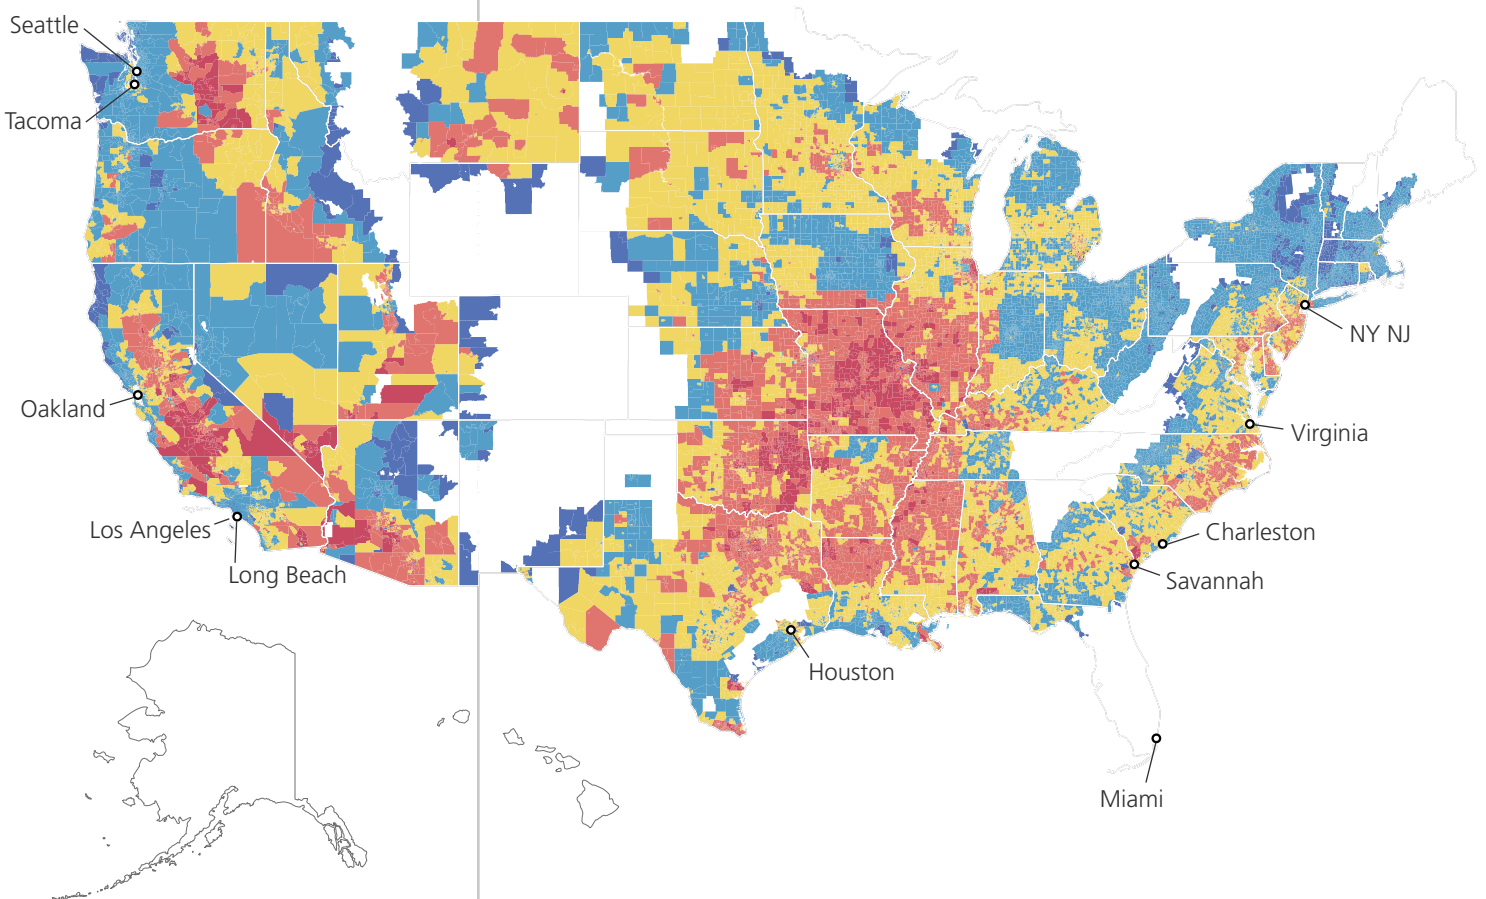 Seattle
Tacoma
NY NJ
Oakland
Virginia
Los Angeles
Charleston
Long Beach
Savannah
Houston
Miami